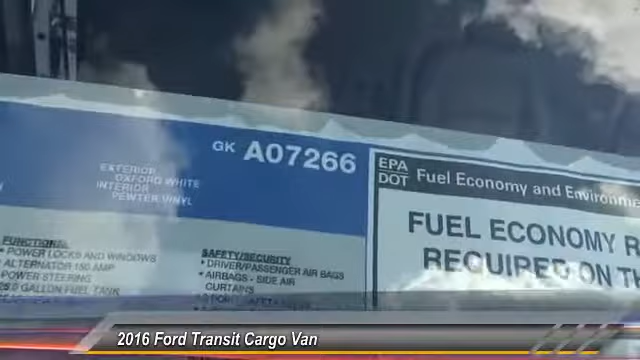 GK A07266
EXTERIOR
OXFORD WHITE
INTERIOR
PEWTER VINYL
EPA
DOT
Fuel Economy and Environme
FUEL ECONOMY R
REQUIRED ON TH
FUNCTIONAL
• POWER LOCKS AND WINDOWS
• ALTERNATOR 150 AMP
POWER STEERING
GALLON FUEL TANK
SAFETY/SECURITY
• DRIVER/PASSENGER AIR BAGS
• AIRBAGS - SIDE AIR
CURTAINS
2016 Ford Transit Cargo Van